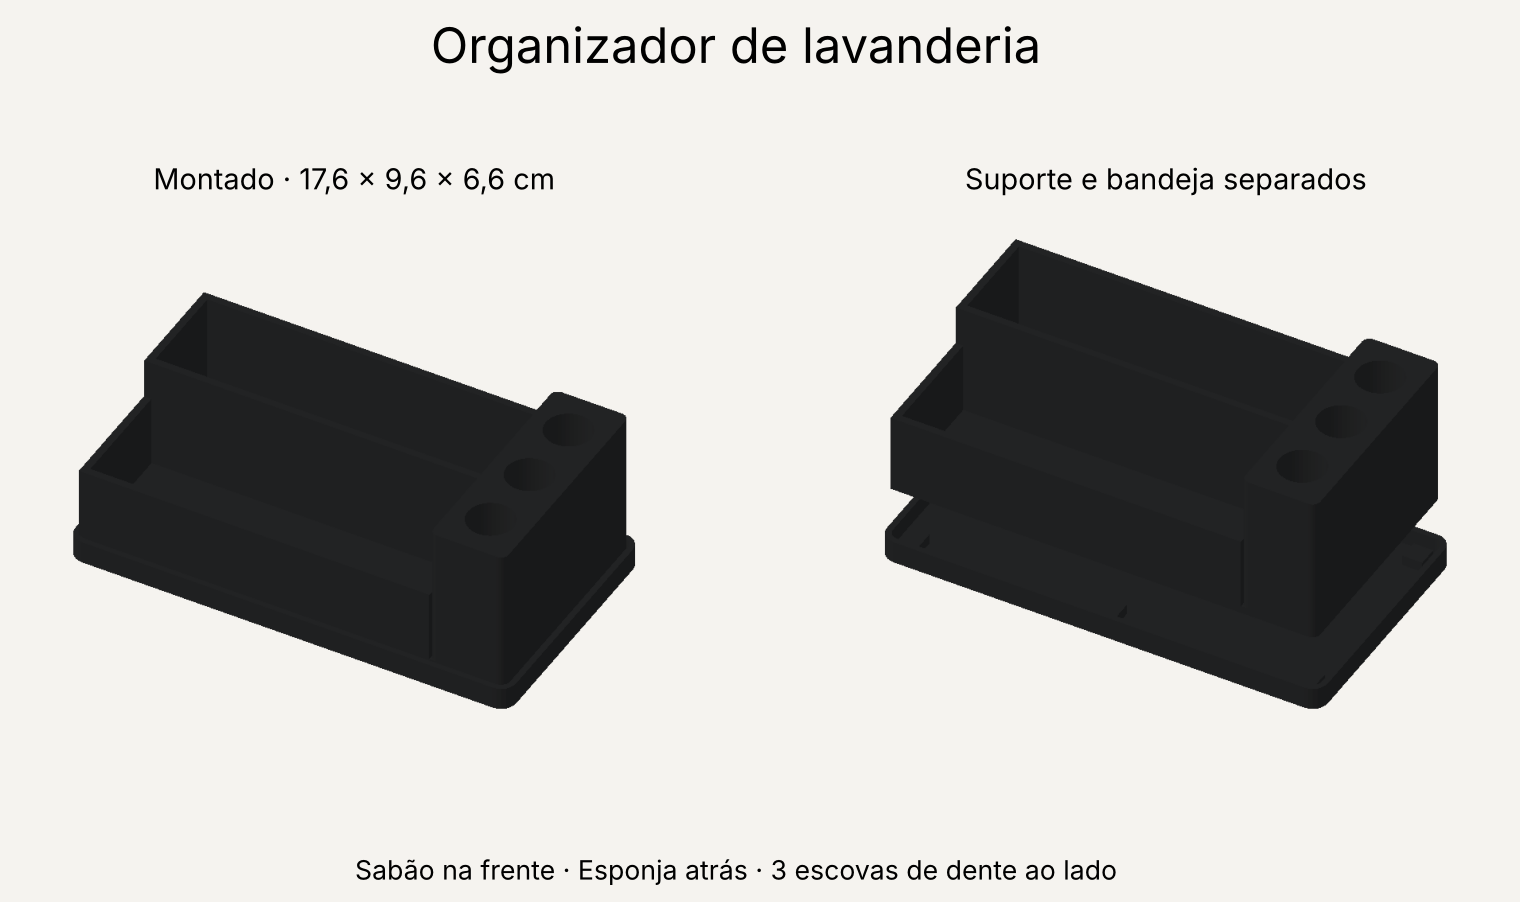 Organizador de lavanderia
Montado · 17,6 × 9,6 × 6,6 cm
Suporte e bandeja separados
Sabão na frente · Esponja atrás · 3 escovas de dente ao lado